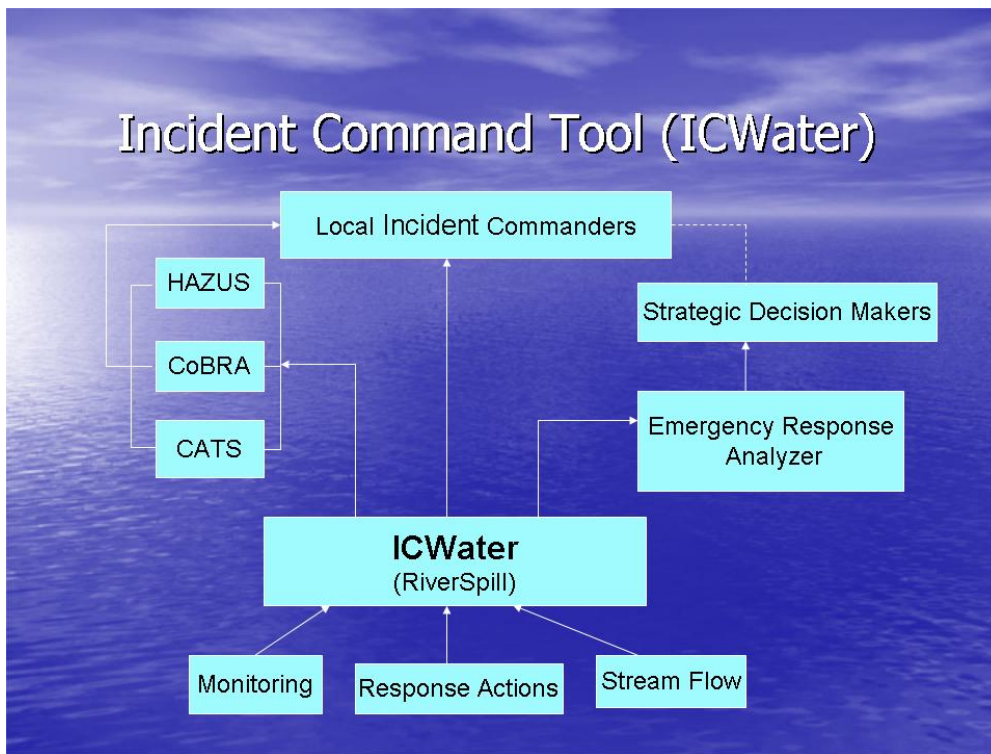 Incident Command Tool (ICWater)
Local Incident Commanders
HAZUS
CoBRA
CATS
Strategic Decision Makers
Emergency Response
Analyzer
ICWater
(RiverSpill)
Monitoring
Response Actions
Stream Flow